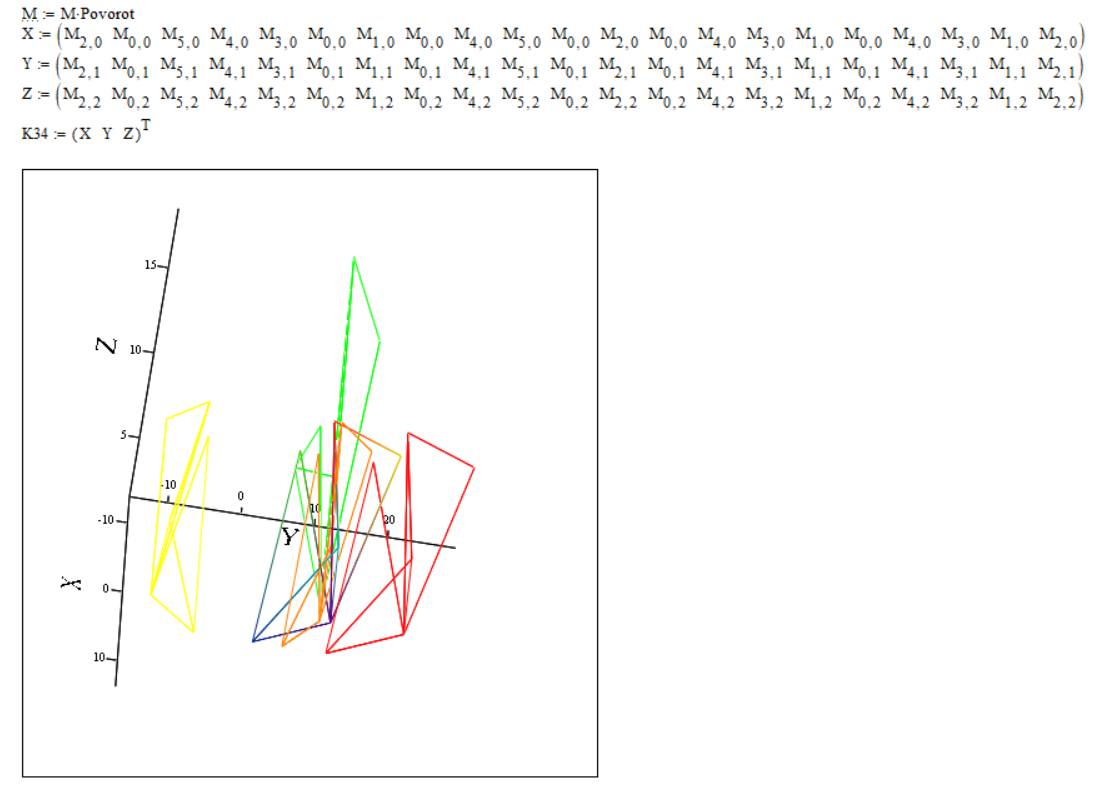 M := M·Povorot
X := (M2,0 M0,0 M5,0 M4,0 M3,0 M0,0 M1,0 M0,0 M4,0 M5,0 M0,0 M2,0 M0,0 M4,0 M3,0 M1,0 M0,0 M4,0 M3,0 M1,0 M2,0)
Y := (M2,1 M0,1 M5,1 M4,1 M3,1 M0,1 M1,1 M0,1 M4,1 M5,1 M0,1 M2,1 M0,1 M4,1 M3,1 M1,1 M0,1 M4,1 M3,1 M1,1 M2,1)
Z := (M2,2 M0,2 M5,2 M4,2 M3,2 M0,2 M1,2 M0,2 M4,2 M5,2 M0,2 M2,2 M0,2 M4,2 M3,2 M1,2 M0,2 M4,2 M3,2 M1,2 M2,2)
K34 := (X Y Z)^T
15
Z
10
5
-10
0
10
20
-10
Y
X
0
10